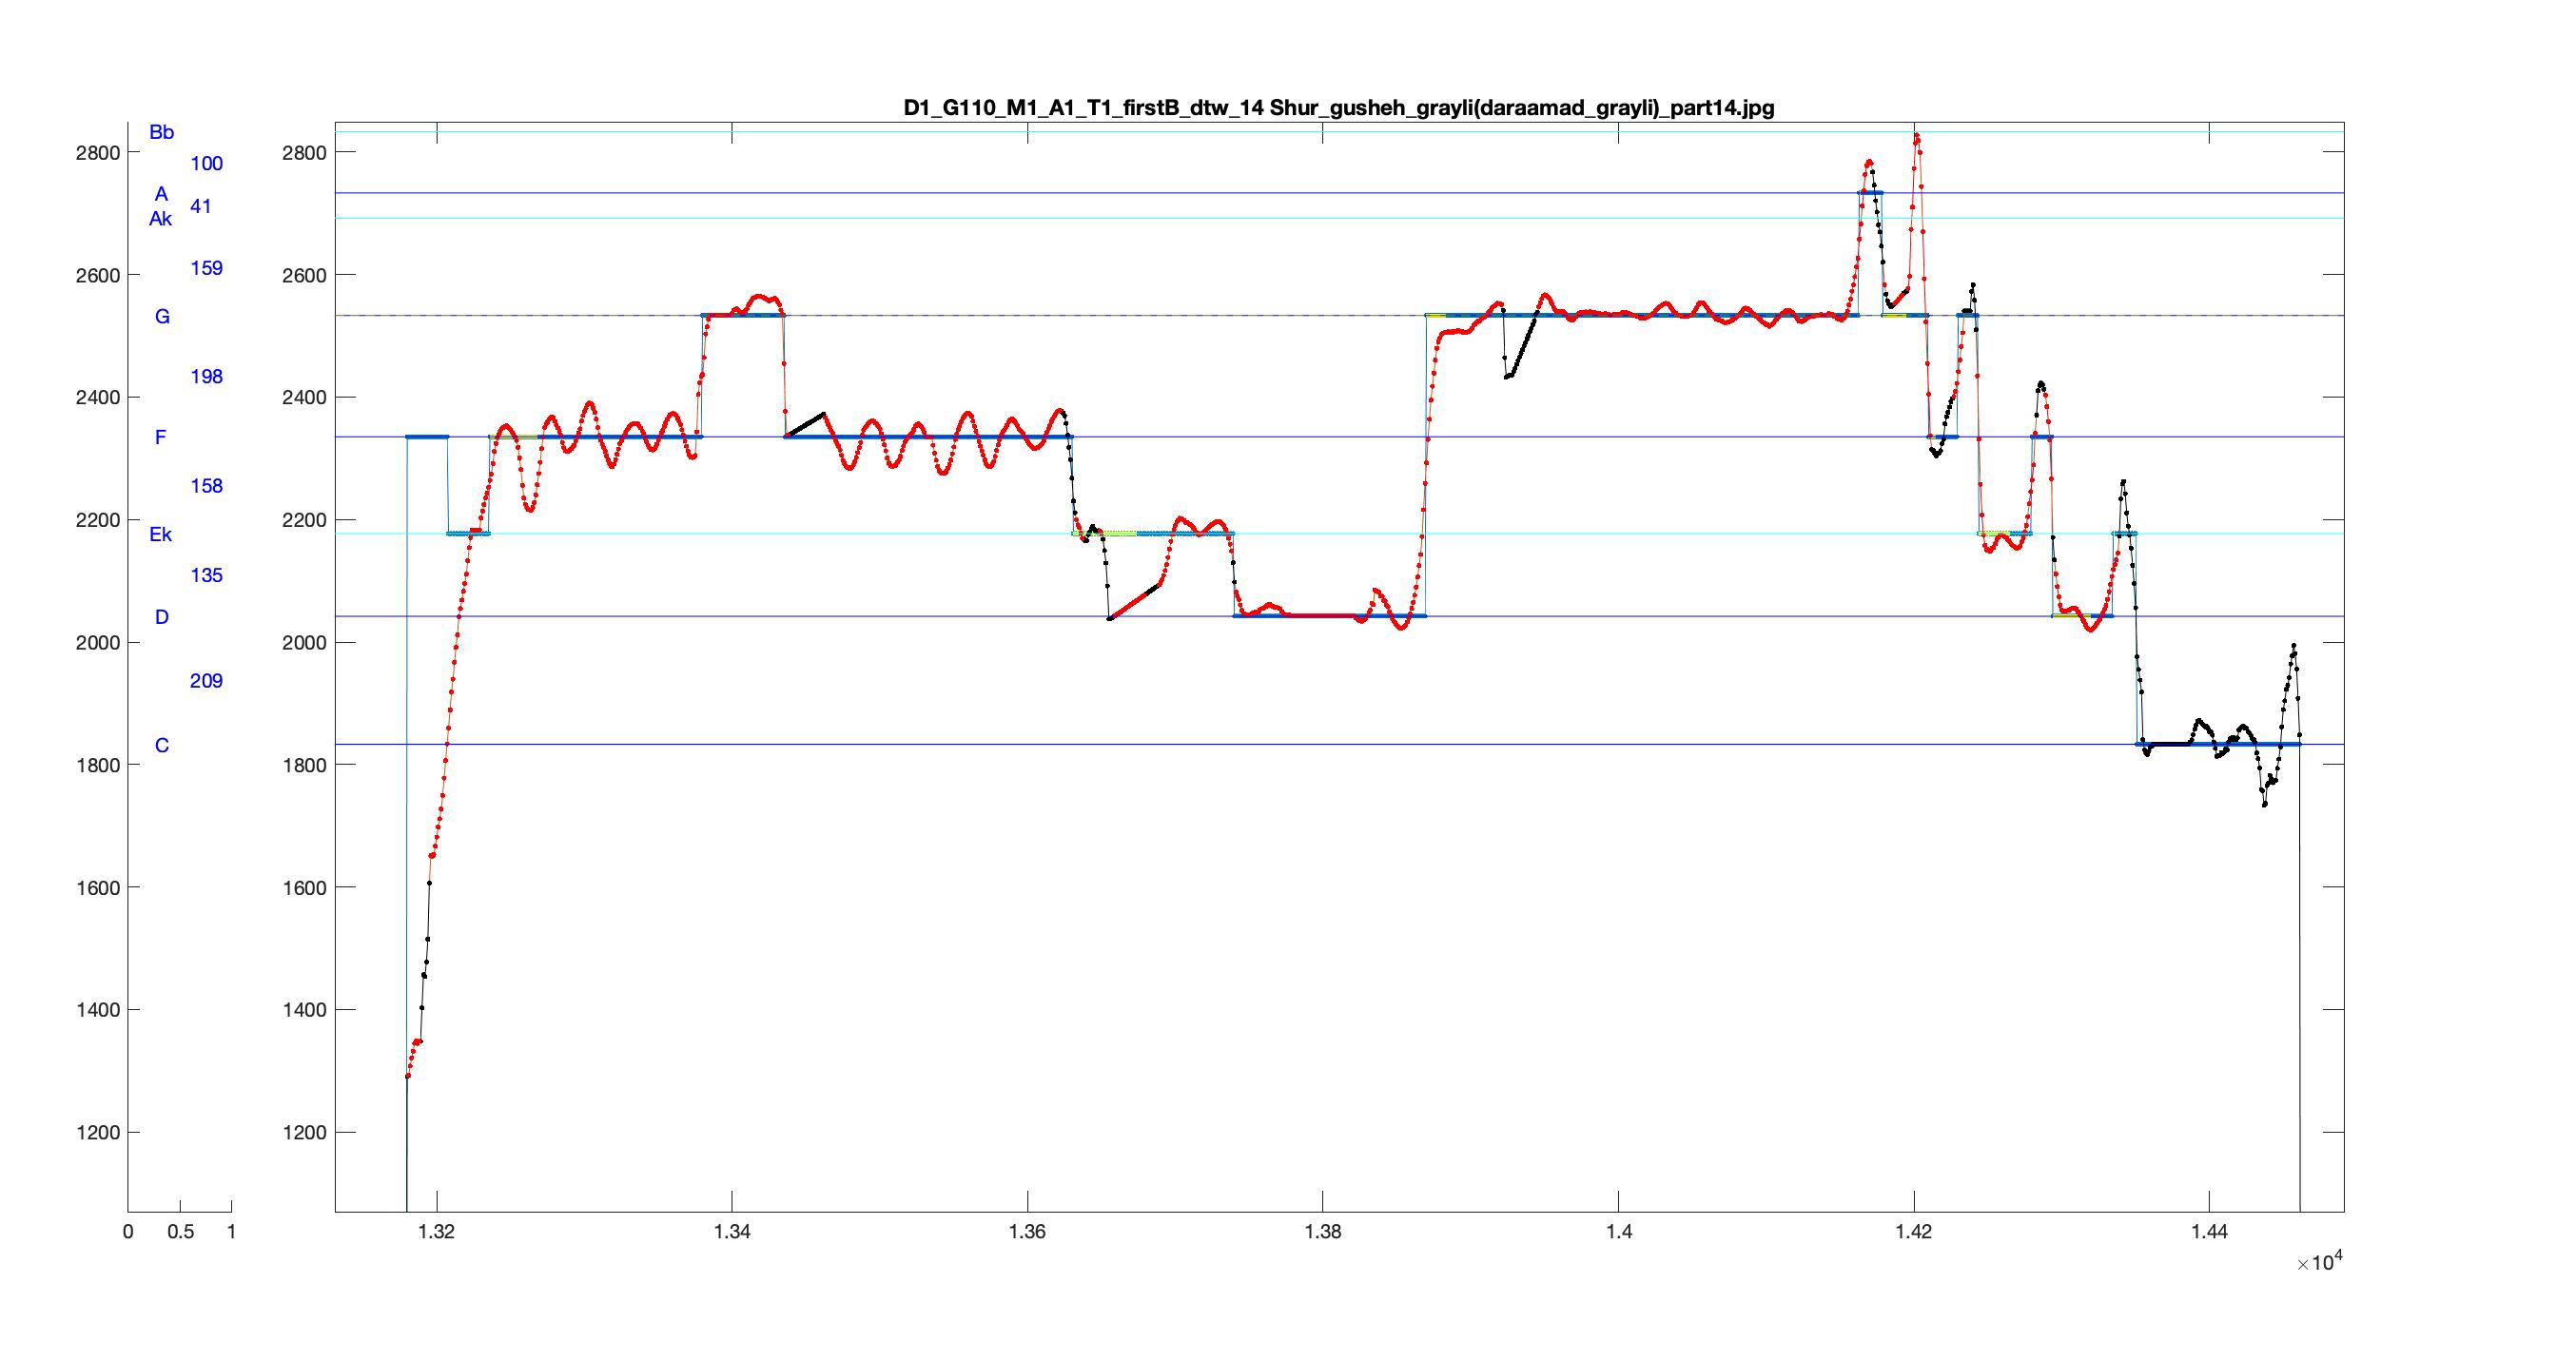 D1_G110_M1_A1_T1_firstB_dtw_14 Shur_gusheh_grayli(daraamad_grayli)_part14.jpg
Bb
2800 2800
100
A
41
Ak
159
2600 2600
G
198
2400 2400
F
158
2200 2200
Ek
135
D
2000 2000
209
C
1800 1800
1600 1600
1400 1400
1200 1200
0 0.5 1 1.32 1.34 1.36 1.38 1.4 1.42 1.44
×10^4